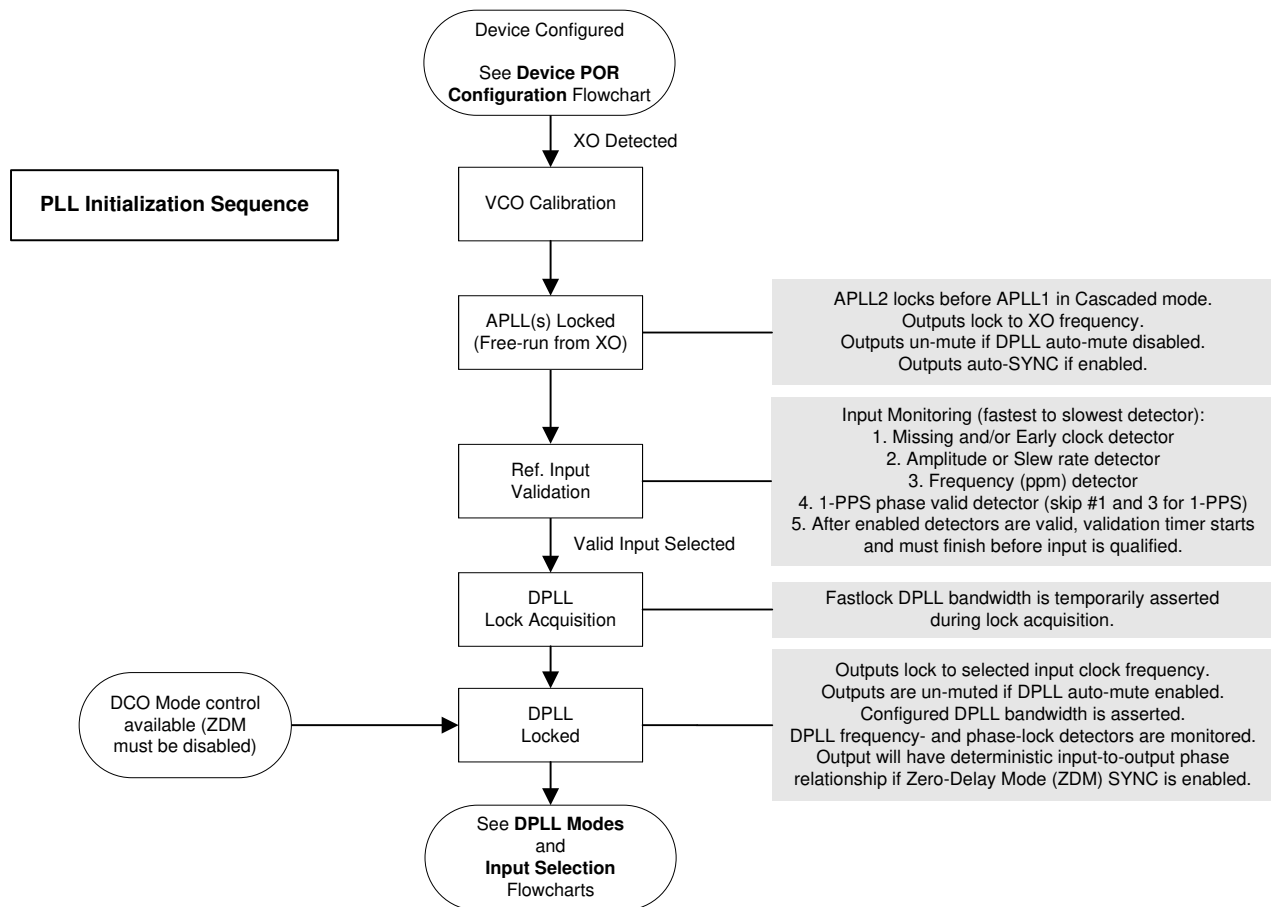 Device Configured
See Device POR
Configuration Flowchart
XO Detected
PLL Initialization Sequence
VCO Calibration
APLL(s) Locked
(Free-run from XO)
APLL2 locks before APLL1 in Cascaded mode.
Outputs lock to XO frequency.
Outputs un-mute if DPLL auto-mute disabled.
Outputs auto-SYNC if enabled.
Ref. Input
Validation
Input Monitoring (fastest to slowest detector):
1. Missing and/or Early clock detector
2. Amplitude or Slew rate detector
3. Frequency (ppm) detector
4. 1-PPS phase valid detector (skip #1 and 3 for 1-PPS)
5. After enabled detectors are valid, validation timer starts
and must finish before input is qualified.
Valid Input Selected
DPLL
Lock Acquisition
Fastlock DPLL bandwidth is temporarily asserted
during lock acquisition.
DCO Mode control
available (ZDM
must be disabled)
DPLL
Locked
Outputs lock to selected input clock frequency.
Outputs are un-muted if DPLL auto-mute enabled.
Configured DPLL bandwidth is asserted.
DPLL frequency- and phase-lock detectors are monitored.
Output will have deterministic input-to-output phase
relationship if Zero-Delay Mode (ZDM) SYNC is enabled.
See DPLL Modes
and
Input Selection
Flowcharts